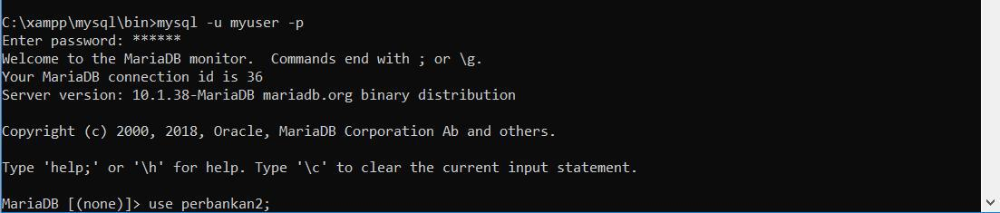 C:\xampp\mysql\bin>mysql -u myuser -p
Enter password: ******
Welcome to the MariaDB monitor.  Commands end with ; or \g.
Your MariaDB connection id is 36
Server version: 10.1.38-MariaDB mariadb.org binary distribution
Copyright (c) 2000, 2018, Oracle, MariaDB Corporation Ab and others.
Type 'help;' or '\h' for help. Type '\c' to clear the current input statement.
MariaDB [(none)]> use perbankan2;